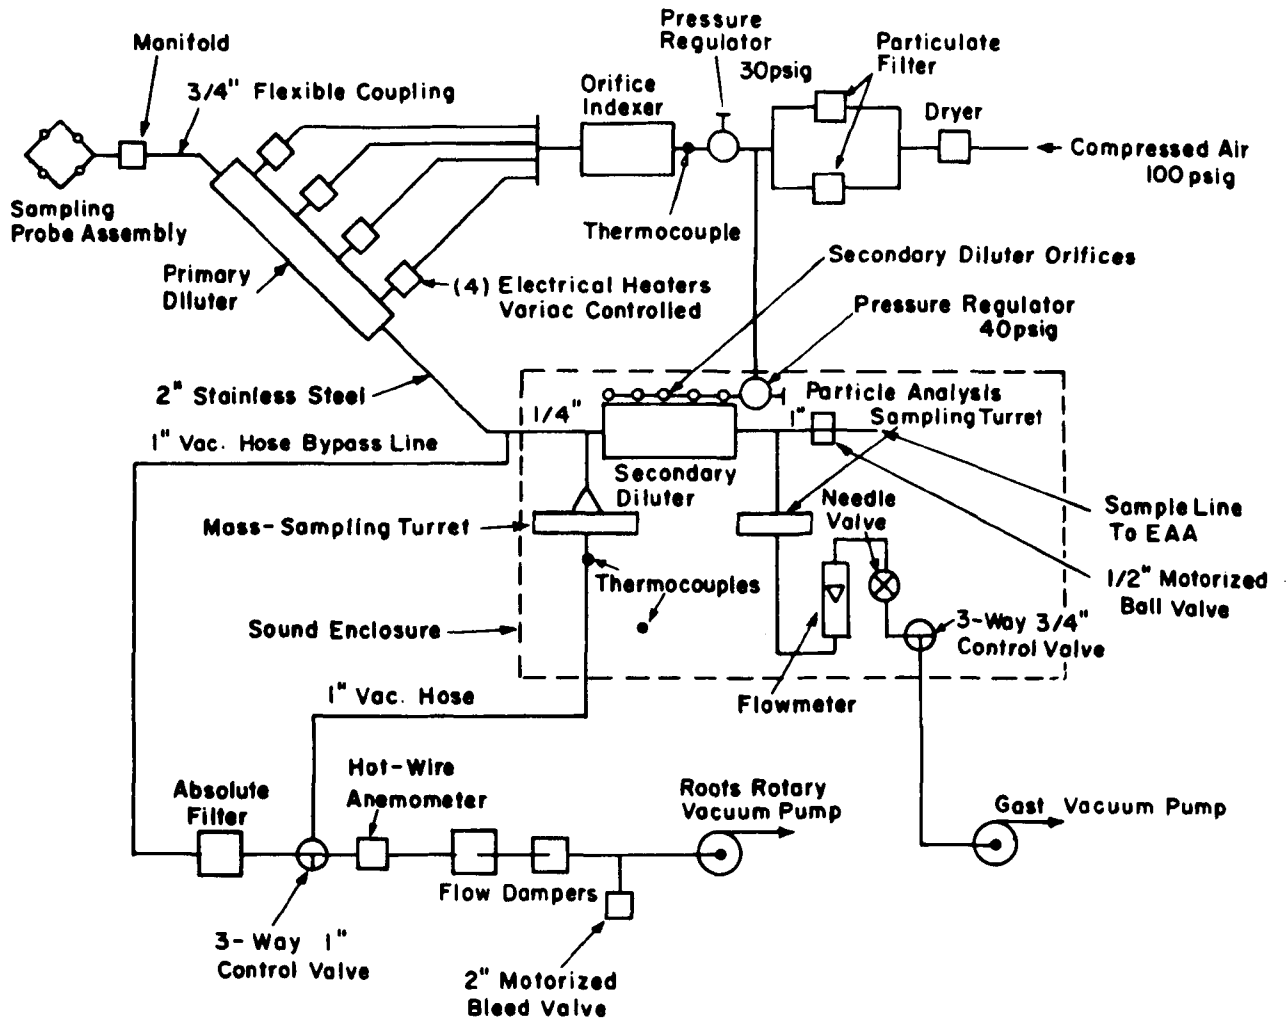 Pressure
Regulator
30psig
Particulate
Filter
Manifold
3/4" Flexible Coupling
Orifice
Indexer
Dryer
Compressed Air
100 psig
Sampling
Probe Assembly
Thermocouple
Secondary Diluter Orifices
Primary
Diluter
(4) Electrical Heaters
Variac Controlled
Pressure Regulator
40psig
2" Stainless Steel
1/4"
Particle Analysis
1"
Sampling Turret
1" Vac. Hose Bypass Line
Secondary
Diluter
Needle
Valve
Mass-Sampling Turret
Sample Line
To EAA
Thermocouples
1/2" Motorized
Ball Valve
Sound Enclosure
3-Way 3/4"
Control Valve
1" Vac. Hose
Flowmeter
Hot-Wire
Anemometer
Absolute
Filter
Roots Rotary
Vacuum Pump
Gast Vacuum Pump
Flow Dampers
3-Way 1"
Control Valve
2" Motorized
Bleed Valve